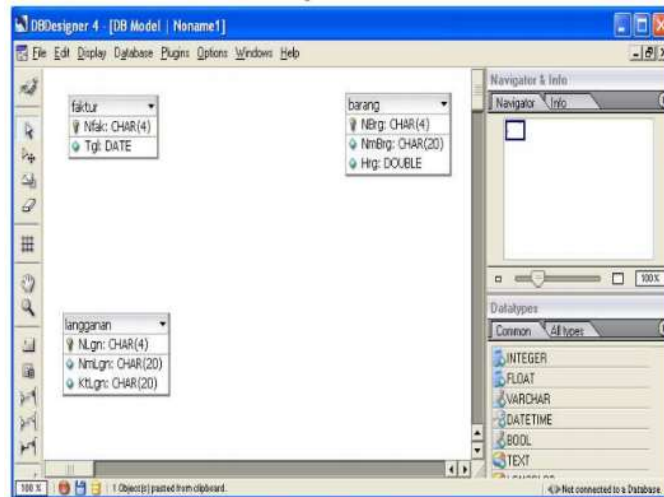 DBDesigner 4 - [DB Model | Noname1]
File Edit Display Database Plugins Options Windows Help
Navigator & Info
Navigator Info
faktur
Nfak: CHAR(4)
Tgl: DATE
barang
NBrg: CHAR(4)
NmBrg: CHAR(20)
Hrg: DOUBLE
100 %
Datatypes
Common All types
langganan
NLgn: CHAR(4)
NmLgn: CHAR(20)
KtLgn: CHAR(20)
INTEGER
FLOAT
VARCHAR
DATETIME
BOOL
TEXT
100 %
1 Object(s) pasted from clipboard.
Not connected to a Database